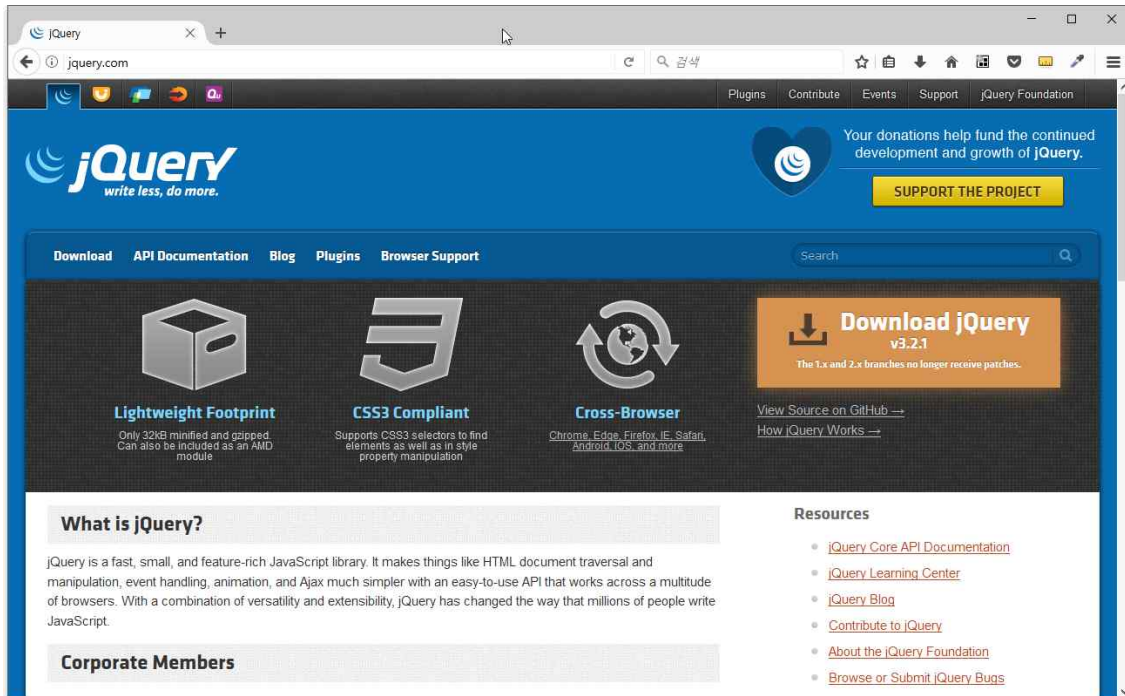 jQuery
jquery.com
검색
Plugins Contribute Events Support jQuery Foundation
jQuery
write less, do more.
Your donations help fund the continued
development and growth of jQuery.
SUPPORT THE PROJECT
Download API Documentation Blog Plugins Browser Support
Search
Lightweight Footprint
Only 32kB minified and gzipped.
Can also be included as an AMD
module
CSS3 Compliant
Supports CSS3 selectors to find
elements as well as in style
property manipulation
Cross-Browser
Chrome, Edge, Firefox, IE, Safari,
Android, iOS, and more
Download jQuery
v3.2.1
The 1.x and 2.x branches no longer receive patches.
View Source on GitHub →
How jQuery Works →
What is jQuery?
jQuery is a fast, small, and feature-rich JavaScript library. It makes things like HTML document traversal and
manipulation, event handling, animation, and Ajax much simpler with an easy-to-use API that works across a multitude
of browsers. With a combination of versatility and extensibility, jQuery has changed the way that millions of people write
JavaScript.
Corporate Members
Resources
jQuery Core API Documentation
jQuery Learning Center
jQuery Blog
Contribute to jQuery
About the jQuery Foundation
Browse or Submit jQuery Bugs